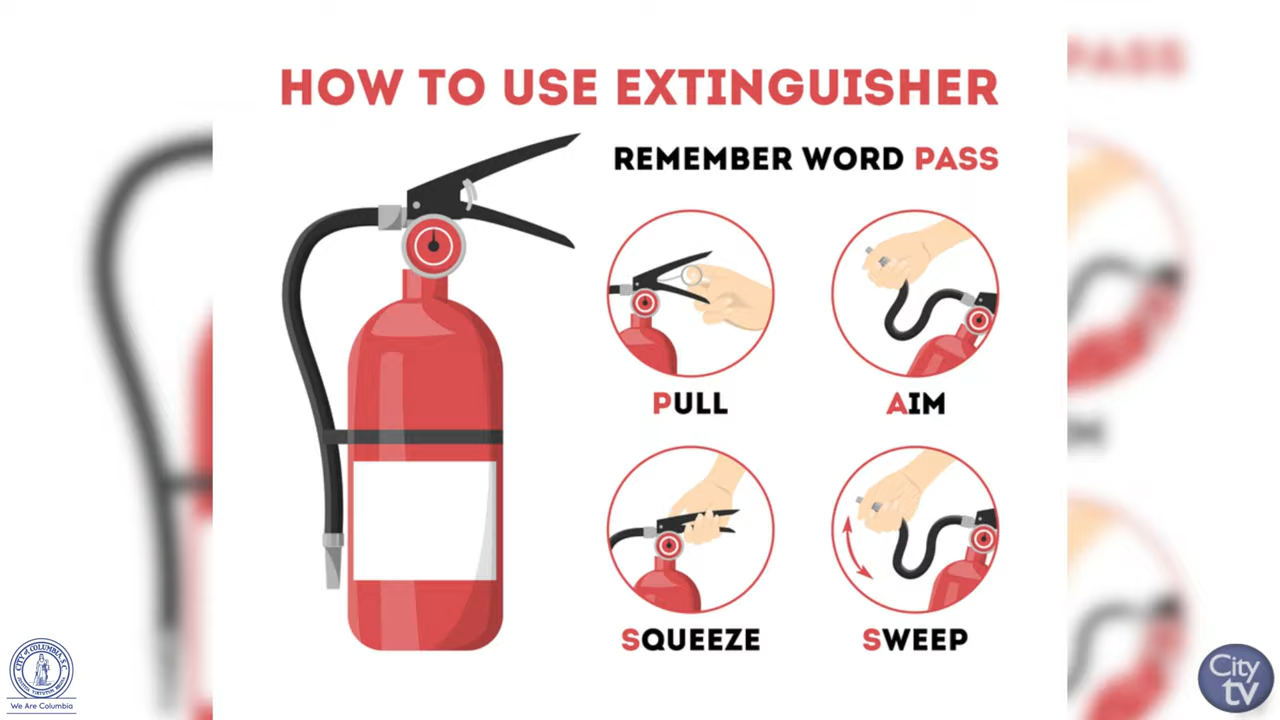 HOW TO USE EXTINGUISHER
REMEMBER WORD PASS
PULL
AIM
SQUEEZE
SWEEP
We Are Columbia
City
tv